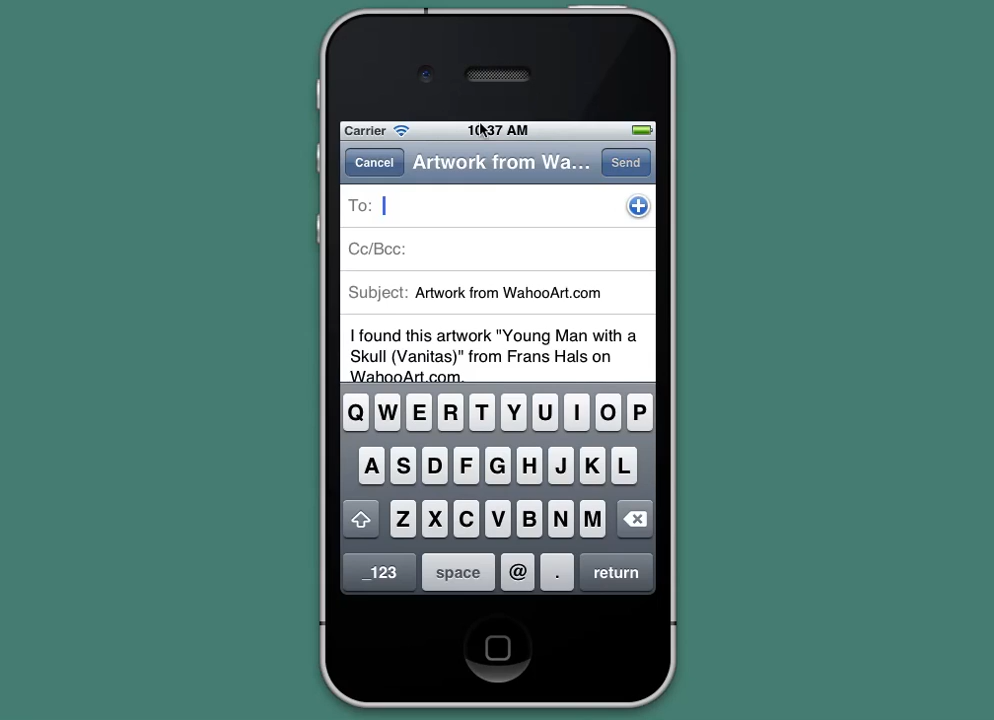 Carrier 10:37 AM
Cancel Artwork from Wa... Send
To:
Cc/Bcc:
Subject: Artwork from WahooArt.com
I found this artwork "Young Man with a
Skull (Vanitas)" from Frans Hals on
WahooArt.com.
Q W E R T Y U I O P
A S D F G H J K L
Z X C V B N M
_123 space @ . return